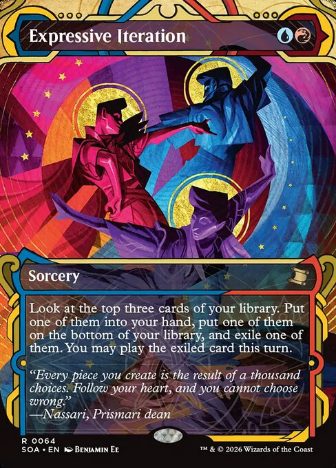 Expressive Iteration
Sorcery
Look at the top three cards of your library. Put
one of them into your hand, put one of them
on the bottom of your library, and exile one of
them. You may play the exiled card this turn.
“Every piece you create is the result of a thousand
choices. Follow your heart, and you cannot choose
wrong.”
—Nassari, Prismari dean
R 0064
SOA • EN Benjamin Ee
™ & © 2026 Wizards of the Coast